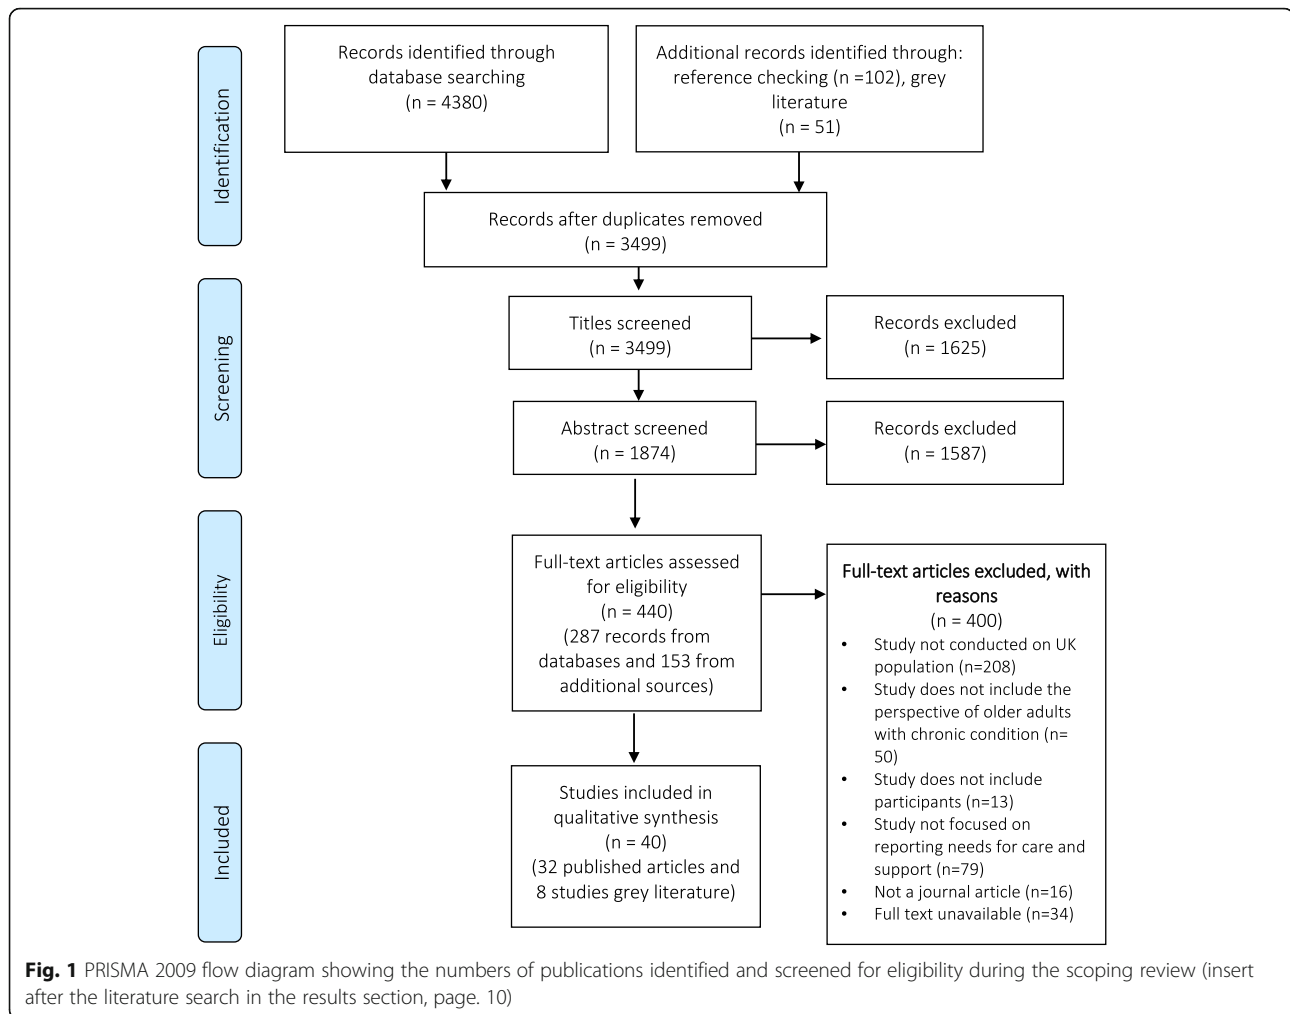 Identification
Records identified through
database searching
(n = 4380)
Additional records identified through:
reference checking (n =102), grey
literature
(n = 51)
Records after duplicates removed
(n = 3499)
Screening
Titles screened
(n = 3499)
Records excluded
(n = 1625)
Abstract screened
(n = 1874)
Records excluded
(n = 1587)
Eligibility
Full-text articles assessed
for eligibility
(n = 440)
(287 records from
databases and 153 from
additional sources)
Full-text articles excluded, with
reasons
(n = 400)
• Study not conducted on UK
population (n=208)
• Study does not include the
perspective of older adults
with chronic condition (n=
50)
• Study does not include
participants (n=13)
• Study not focused on
reporting needs for care and
support (n=79)
• Not a journal article (n=16)
• Full text unavailable (n=34)
Included
Studies included in
qualitative synthesis
(n = 40)
(32 published articles and
8 studies grey literature)
Fig. 1 PRISMA 2009 flow diagram showing the numbers of publications identified and screened for eligibility during the scoping review (insert
after the literature search in the results section, page. 10)